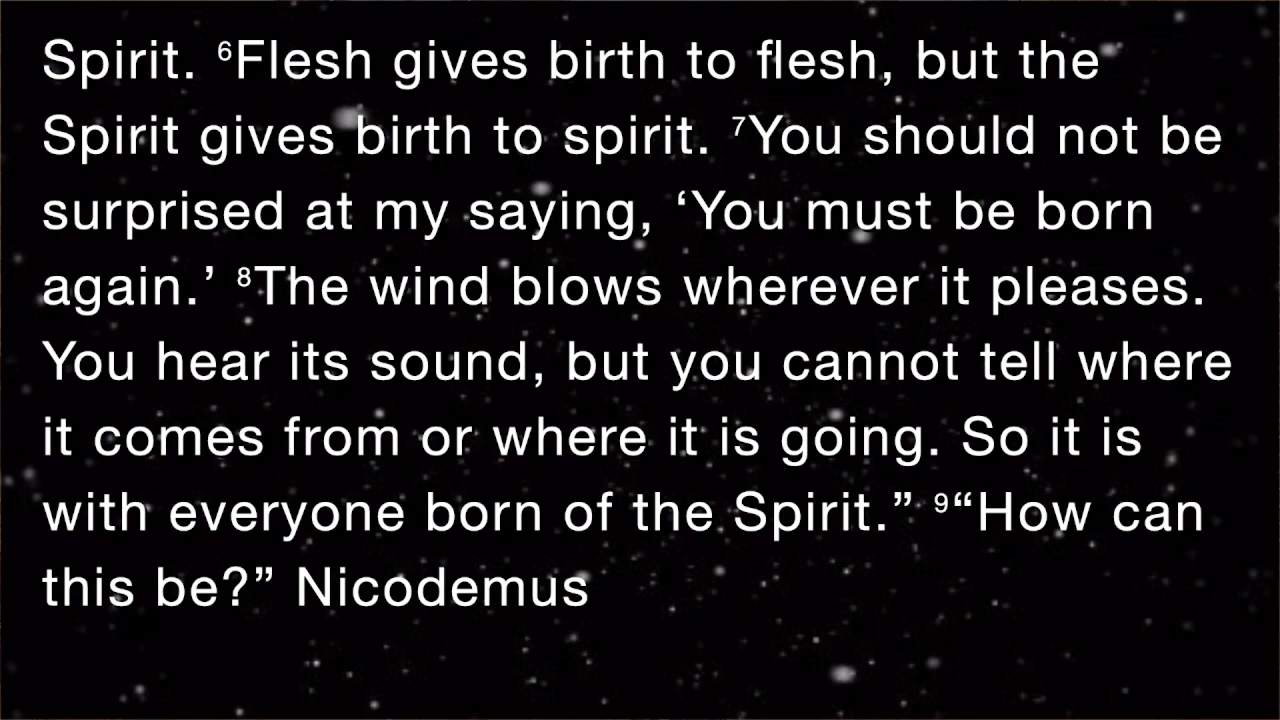 Spirit. ⁶Flesh gives birth to flesh, but the
Spirit gives birth to spirit. ⁷You should not be
surprised at my saying, ‘You must be born
again.’ ⁸The wind blows wherever it pleases.
You hear its sound, but you cannot tell where
it comes from or where it is going. So it is
with everyone born of the Spirit.” ⁹“How can
this be?” Nicodemus